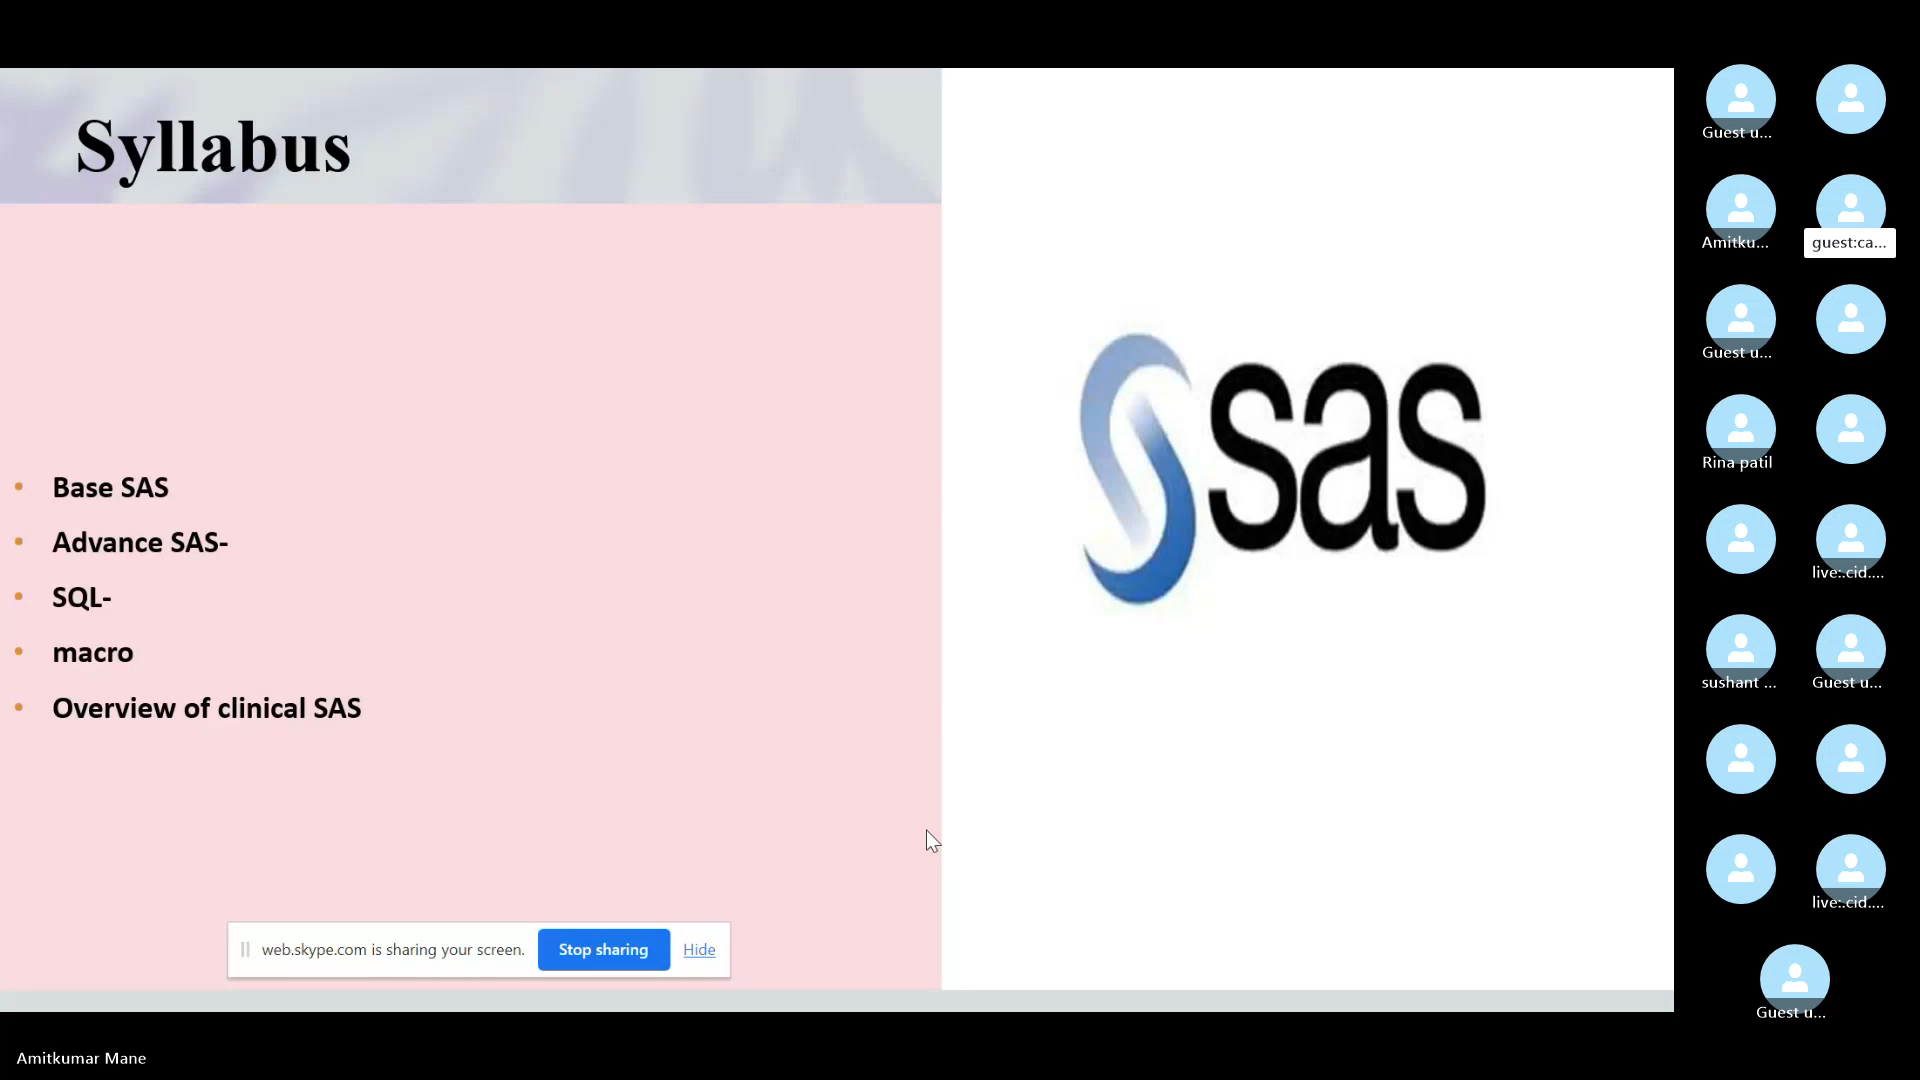 Syllabus
• Base SAS
• Advance SAS-
• SQL-
• macro
• Overview of clinical SAS
sas
web.skype.com is sharing your screen. Stop sharing Hide
Guest u...
Amitku... guest:ca...
Guest u...
Rina patil
live:.cid....
sushant ... Guest u...
live:.cid....
Guest u...
Amitkumar Mane